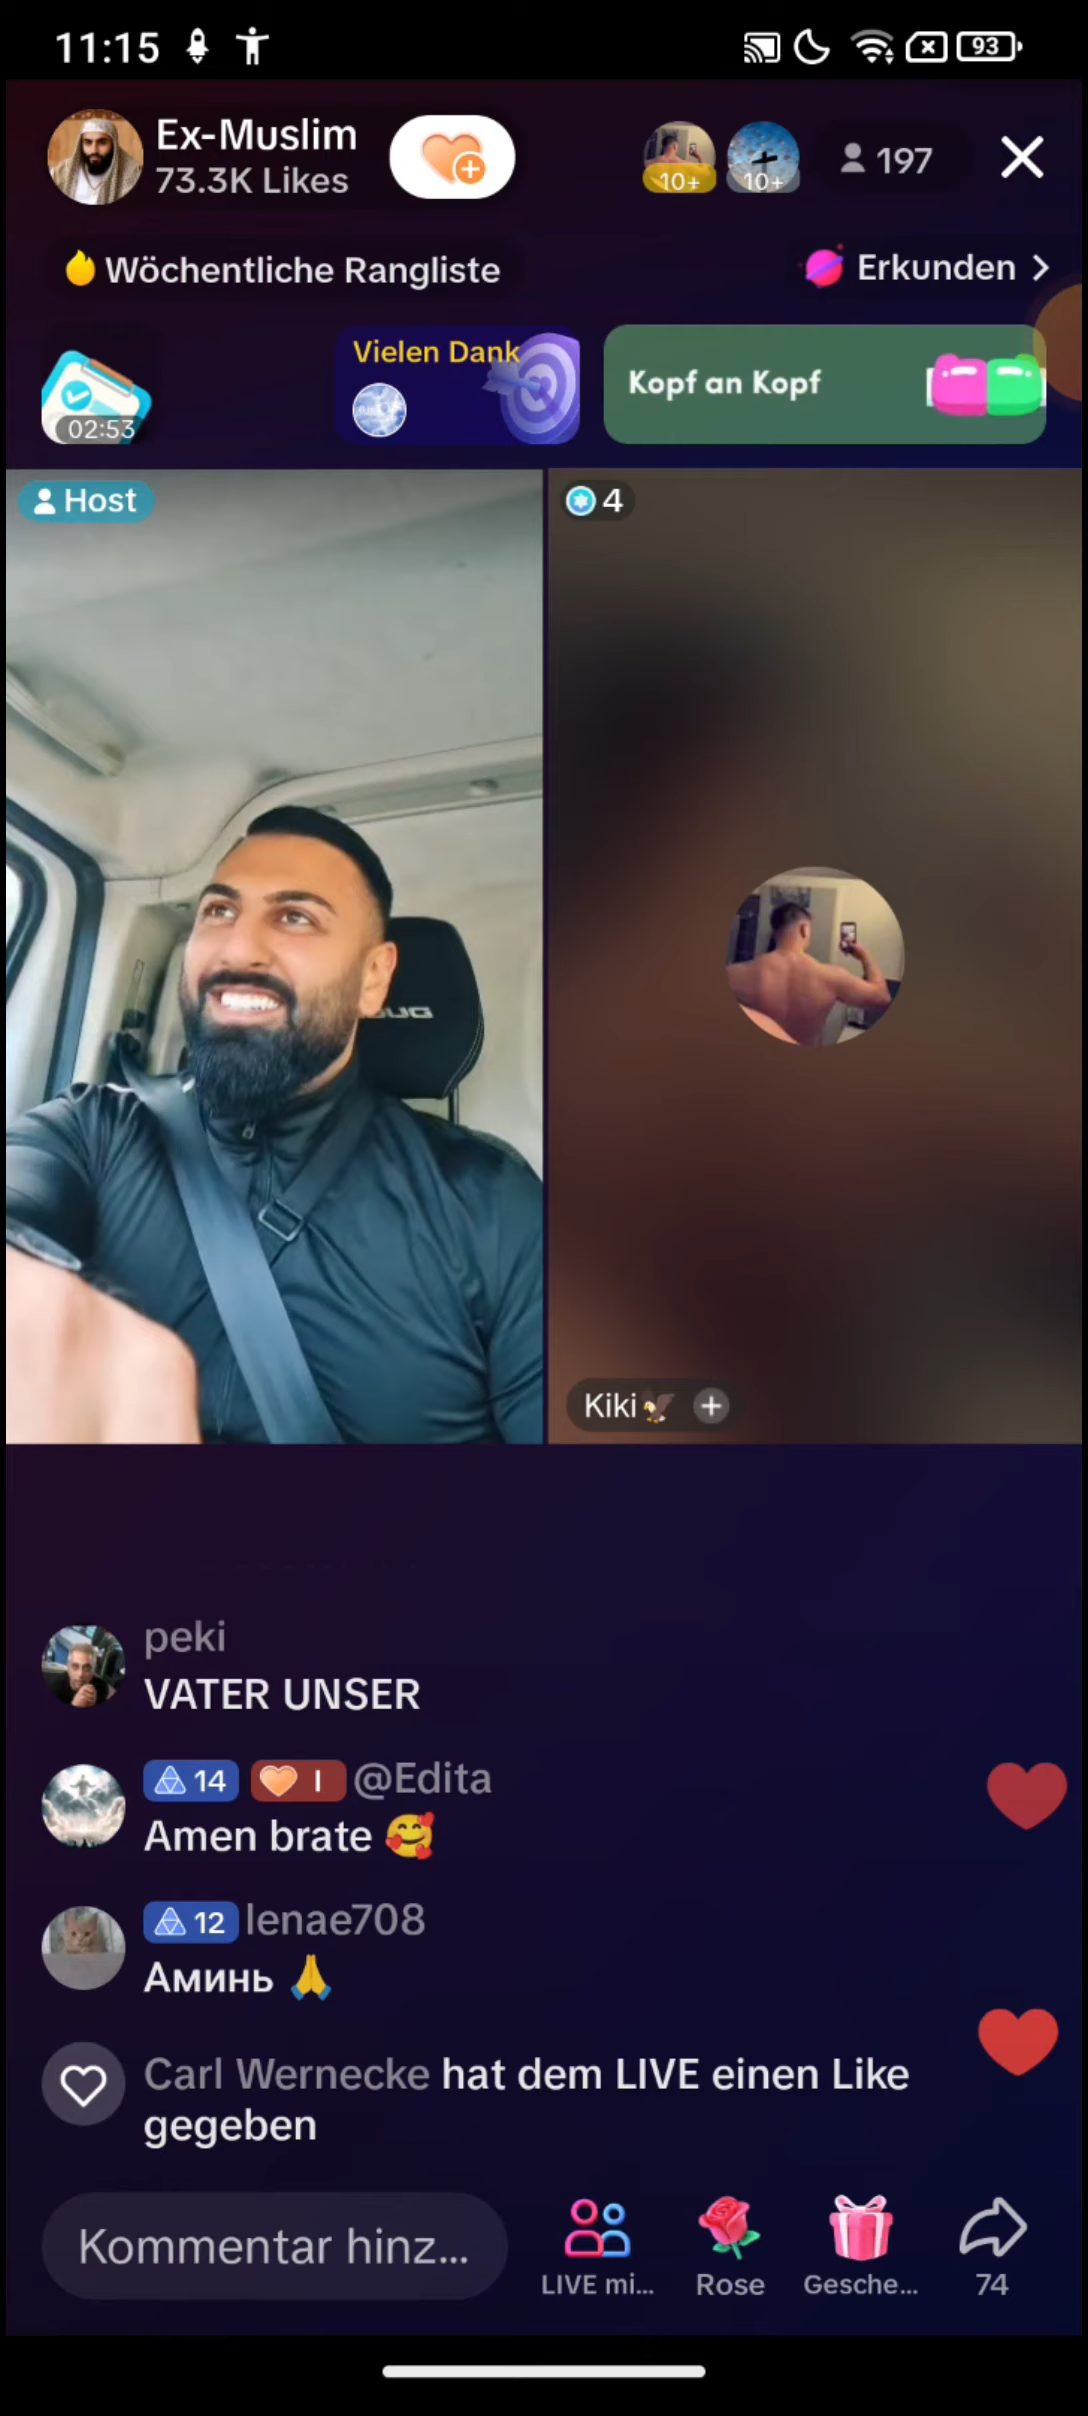 11:15
93
Ex-Muslim
73.3K Likes
10+
10+
197
Wöchentliche Rangliste
Erkunden
02:53
Vielen Dank
Kopf an Kopf
Host
4
Kiki
peki
VATER UNSER
14 I @Edita
Amen brate
12 lenae708
Аминь
Carl Wernecke hat dem LIVE einen Like
gegeben
Kommentar hinz...
LIVE mi...
Rose
Gesche...
74